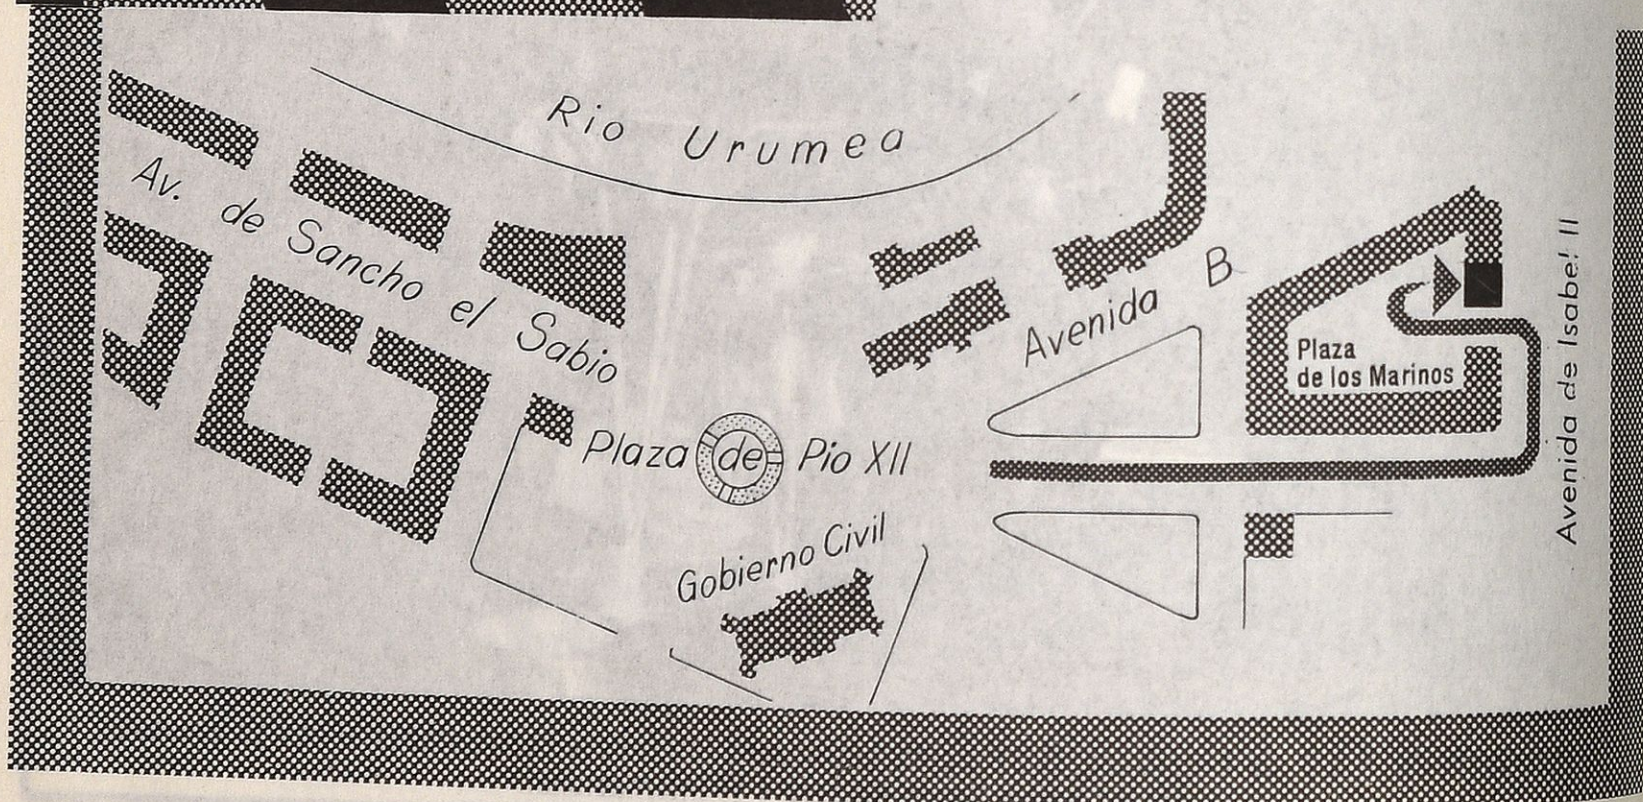 Rio Urumea
Av. de Sancho el Sabio
Avenida B
Plaza
de los Marinos
Avenida de Isabel II
Plaza de Pio XII
Gobierno Civil